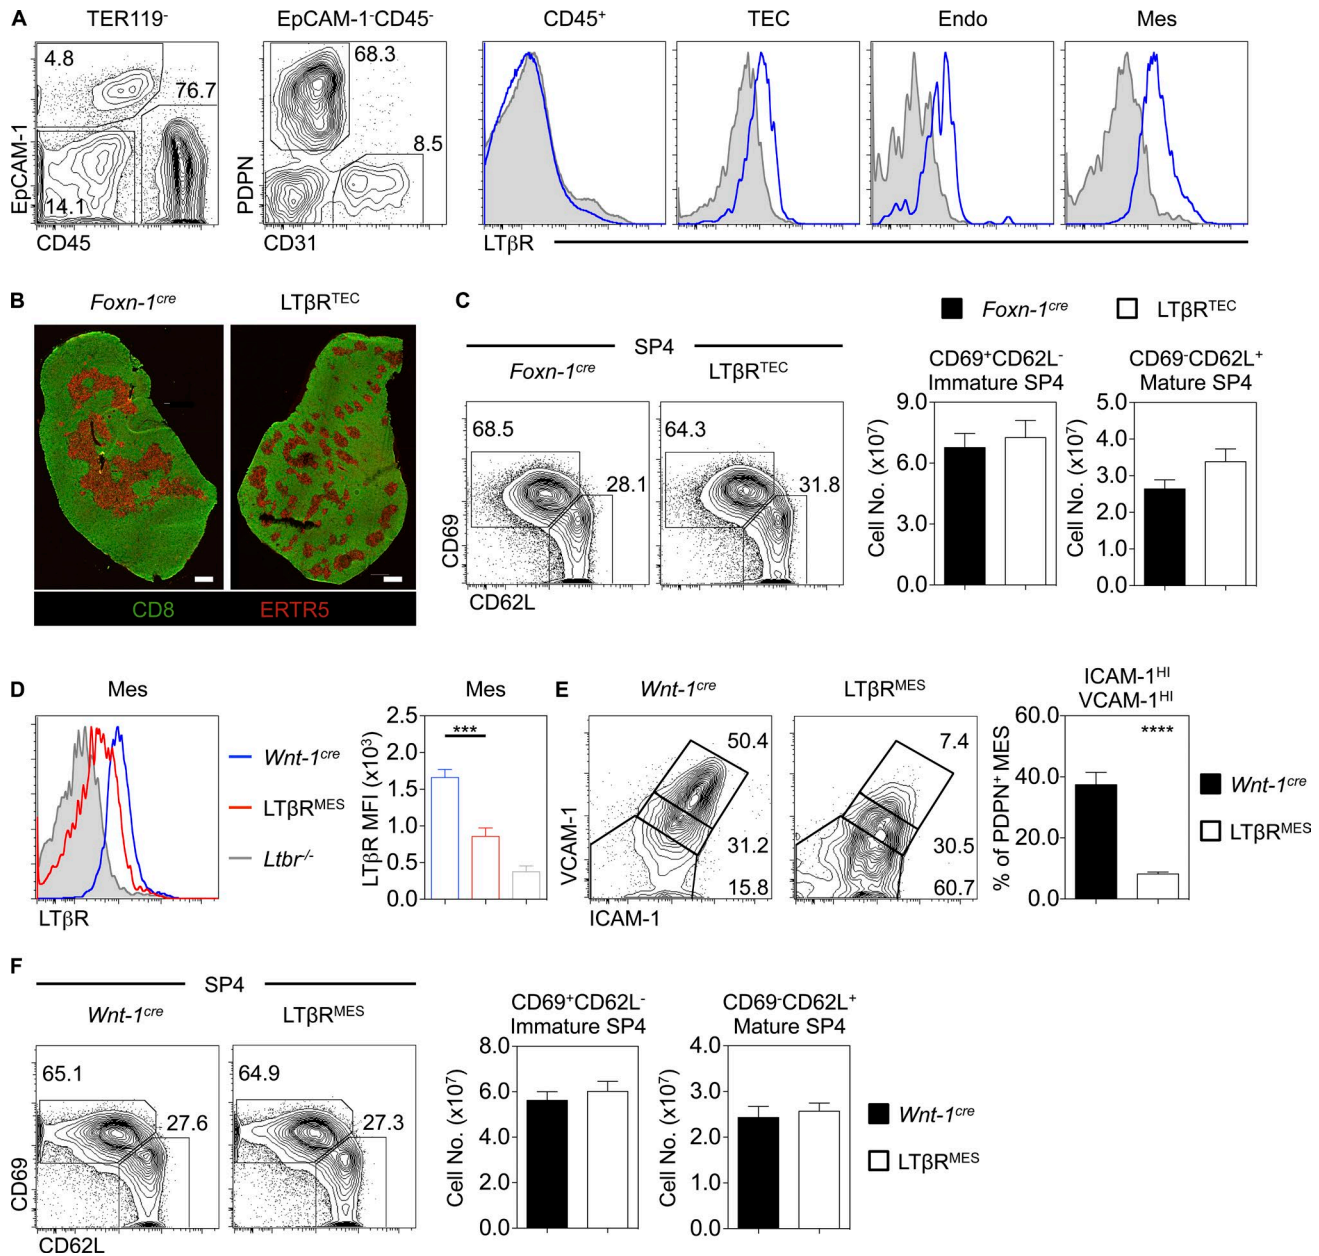 A
TER119-
EpCAM-1-CD45-
CD45+
TEC
Endo
Mes
4.8
76.7
14.1
EpCAM-1
CD45
68.3
8.5
PDPN
CD31
LTβR
B
Foxn-1cre
LTβRTEC
CD8
ERTR5
C
Foxn-1cre
LTβRTEC
SP4
Foxn-1cre
LTβRTEC
68.5
28.1
64.3
31.8
CD69
CD62L
CD69+CD62L-
Immature SP4
Cell No. (x10⁷)
9.0
6.0
3.0
0.0
CD69-CD62L+
Mature SP4
Cell No. (x10⁷)
5.0
4.0
3.0
2.0
1.0
0.0
D
Mes
LTβR
Wnt-1cre
LTβRMES
Ltbr-/-
Mes
LTβR MFI (x10³)
2.5
2.0
1.5
1.0
0.5
0.0
***
E
Wnt-1cre
LTβRMES
50.4
31.2
15.8
7.4
30.5
60.7
VCAM-1
ICAM-1
ICAM-1HI
VCAM-1HI
% of PDPN+ MES
60.0
40.0
20.0
0.0
****
Wnt-1cre
LTβRMES
F
SP4
Wnt-1cre
LTβRMES
65.1
27.6
64.9
27.3
CD69
CD62L
CD69+CD62L-
Immature SP4
Cell No. (x10⁷)
8.0
6.0
4.0
2.0
0.0
CD69-CD62L+
Mature SP4
Cell No. (x10⁷)
4.0
3.0
2.0
1.0
0.0
Wnt-1cre
LTβRMES